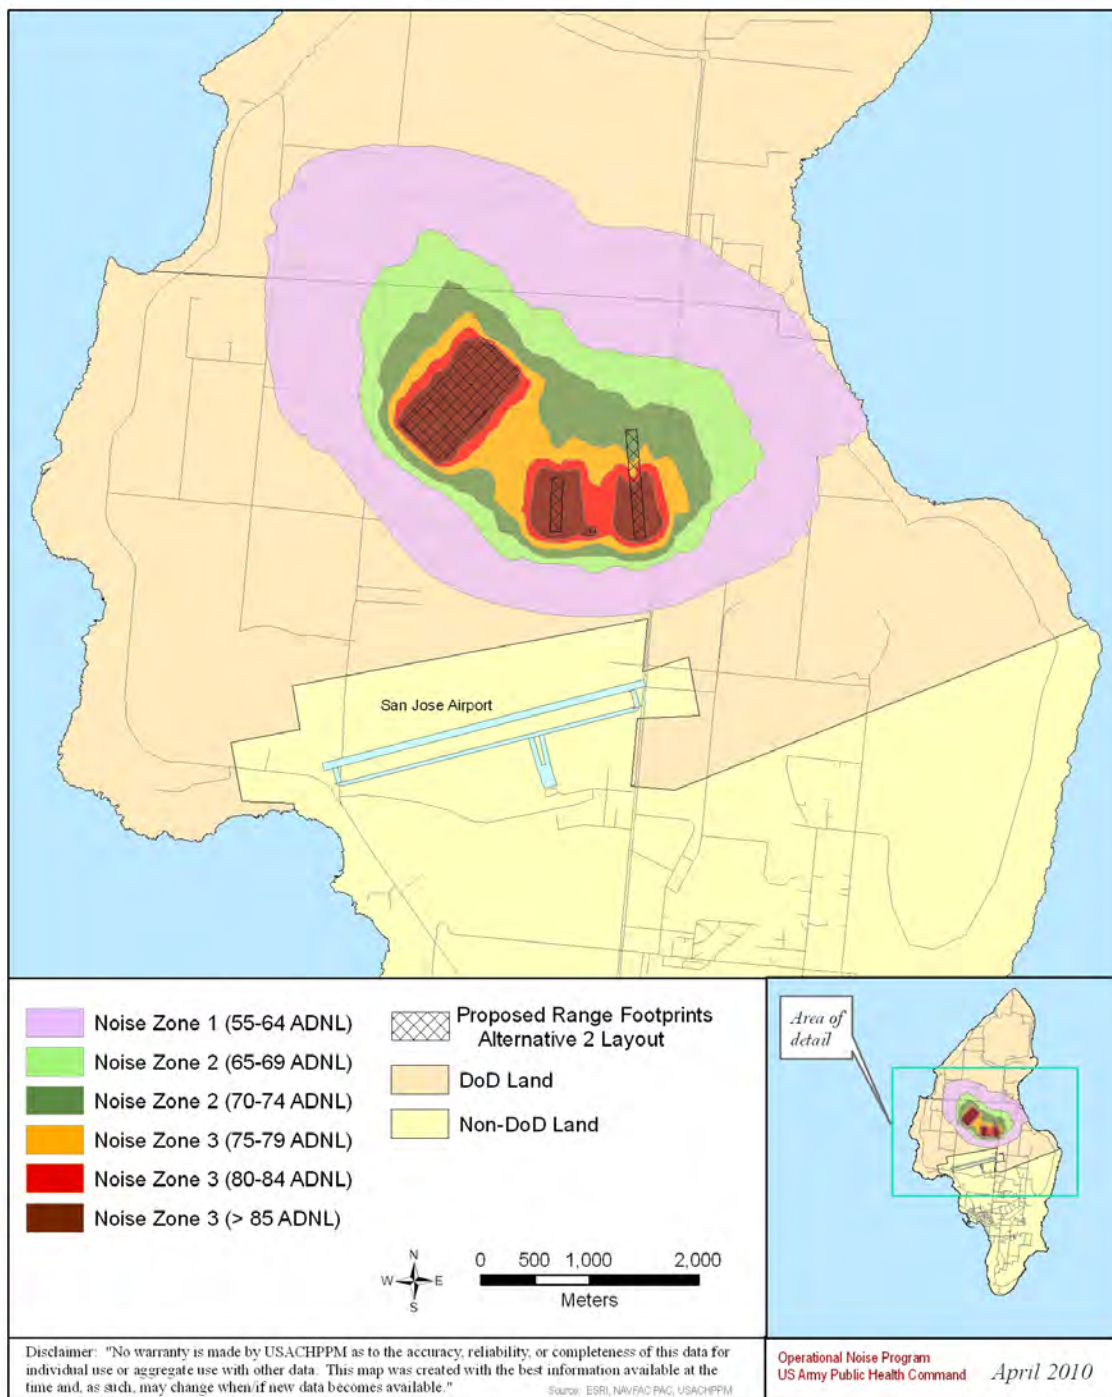 San Jose Airport
Noise Zone 1 (55-64 ADNL)
Noise Zone 2 (65-69 ADNL)
Noise Zone 2 (70-74 ADNL)
Noise Zone 3 (75-79 ADNL)
Noise Zone 3 (80-84 ADNL)
Noise Zone 3 (> 85 ADNL)
Proposed Range Footprints
Alternative 2 Layout
DoD Land
Non-DoD Land
N
W E
S
0 500 1,000 2,000
Meters
Area of
detail
Disclaimer: "No warranty is made by USACHPPM as to the accuracy, reliability, or completeness of this data for
individual use or aggregate use with other data. This map was created with the best information available at the
time and, as such, may change when/if new data becomes available."
Source: ESRI, NAVFAC PAC, USACHPPM
Operational Noise Program
US Army Public Health Command
April 2010